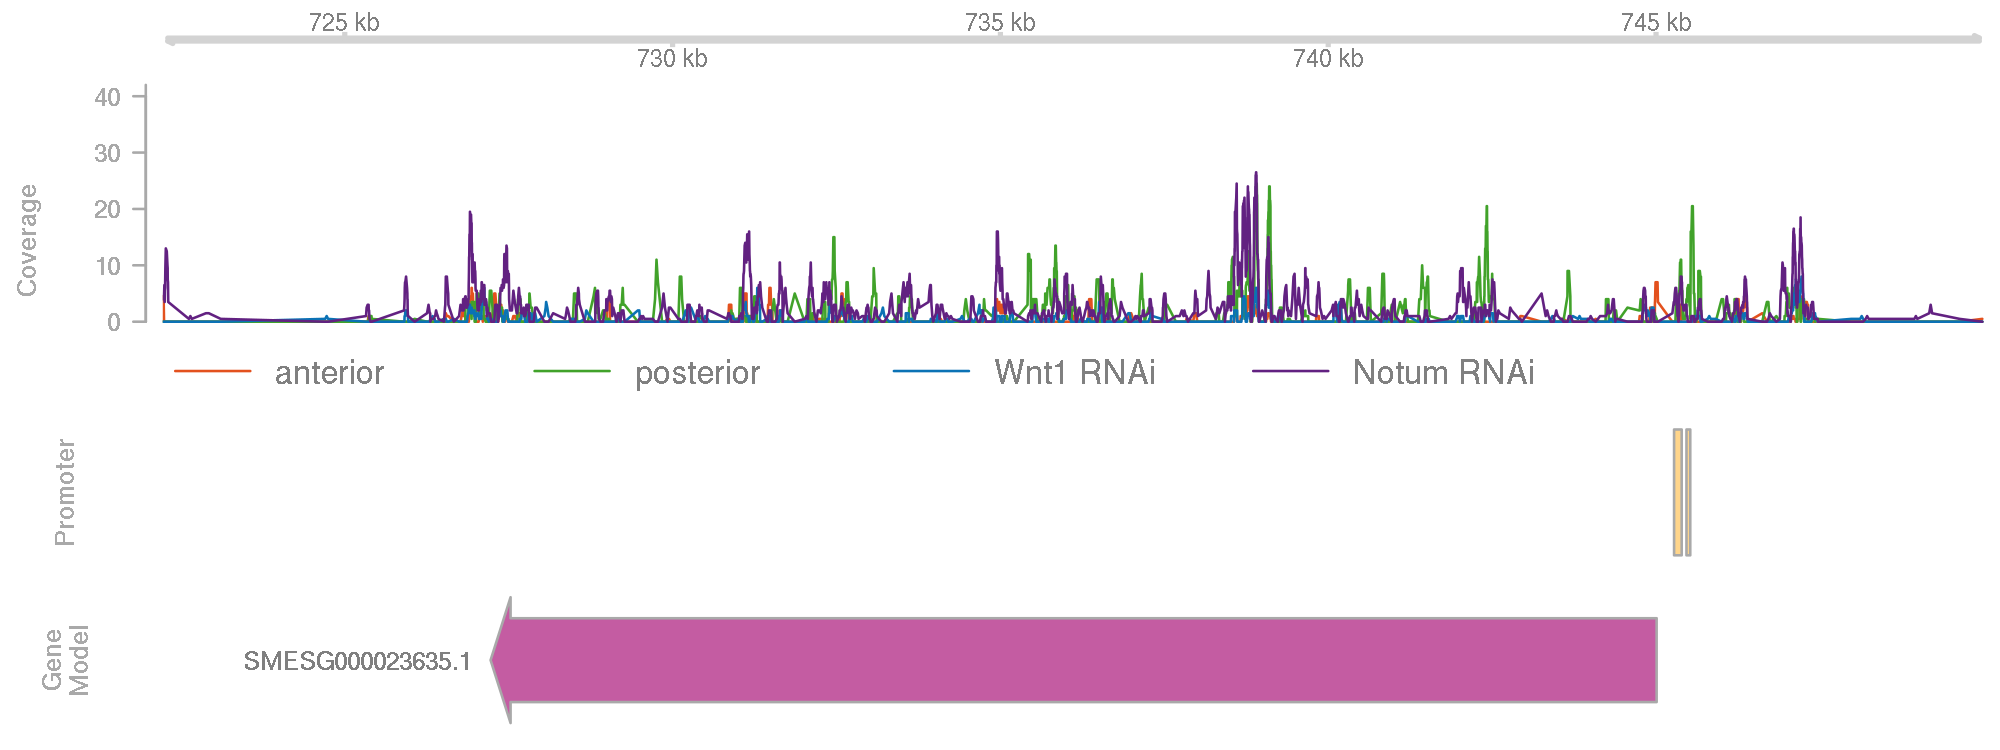 725 kb 735 kb 745 kb
730 kb 740 kb
40
30
20
10
0
Coverage
anterior posterior Wnt1 RNAi Notum RNAi
Promoter
Gene
Model
SMESG000023635.1